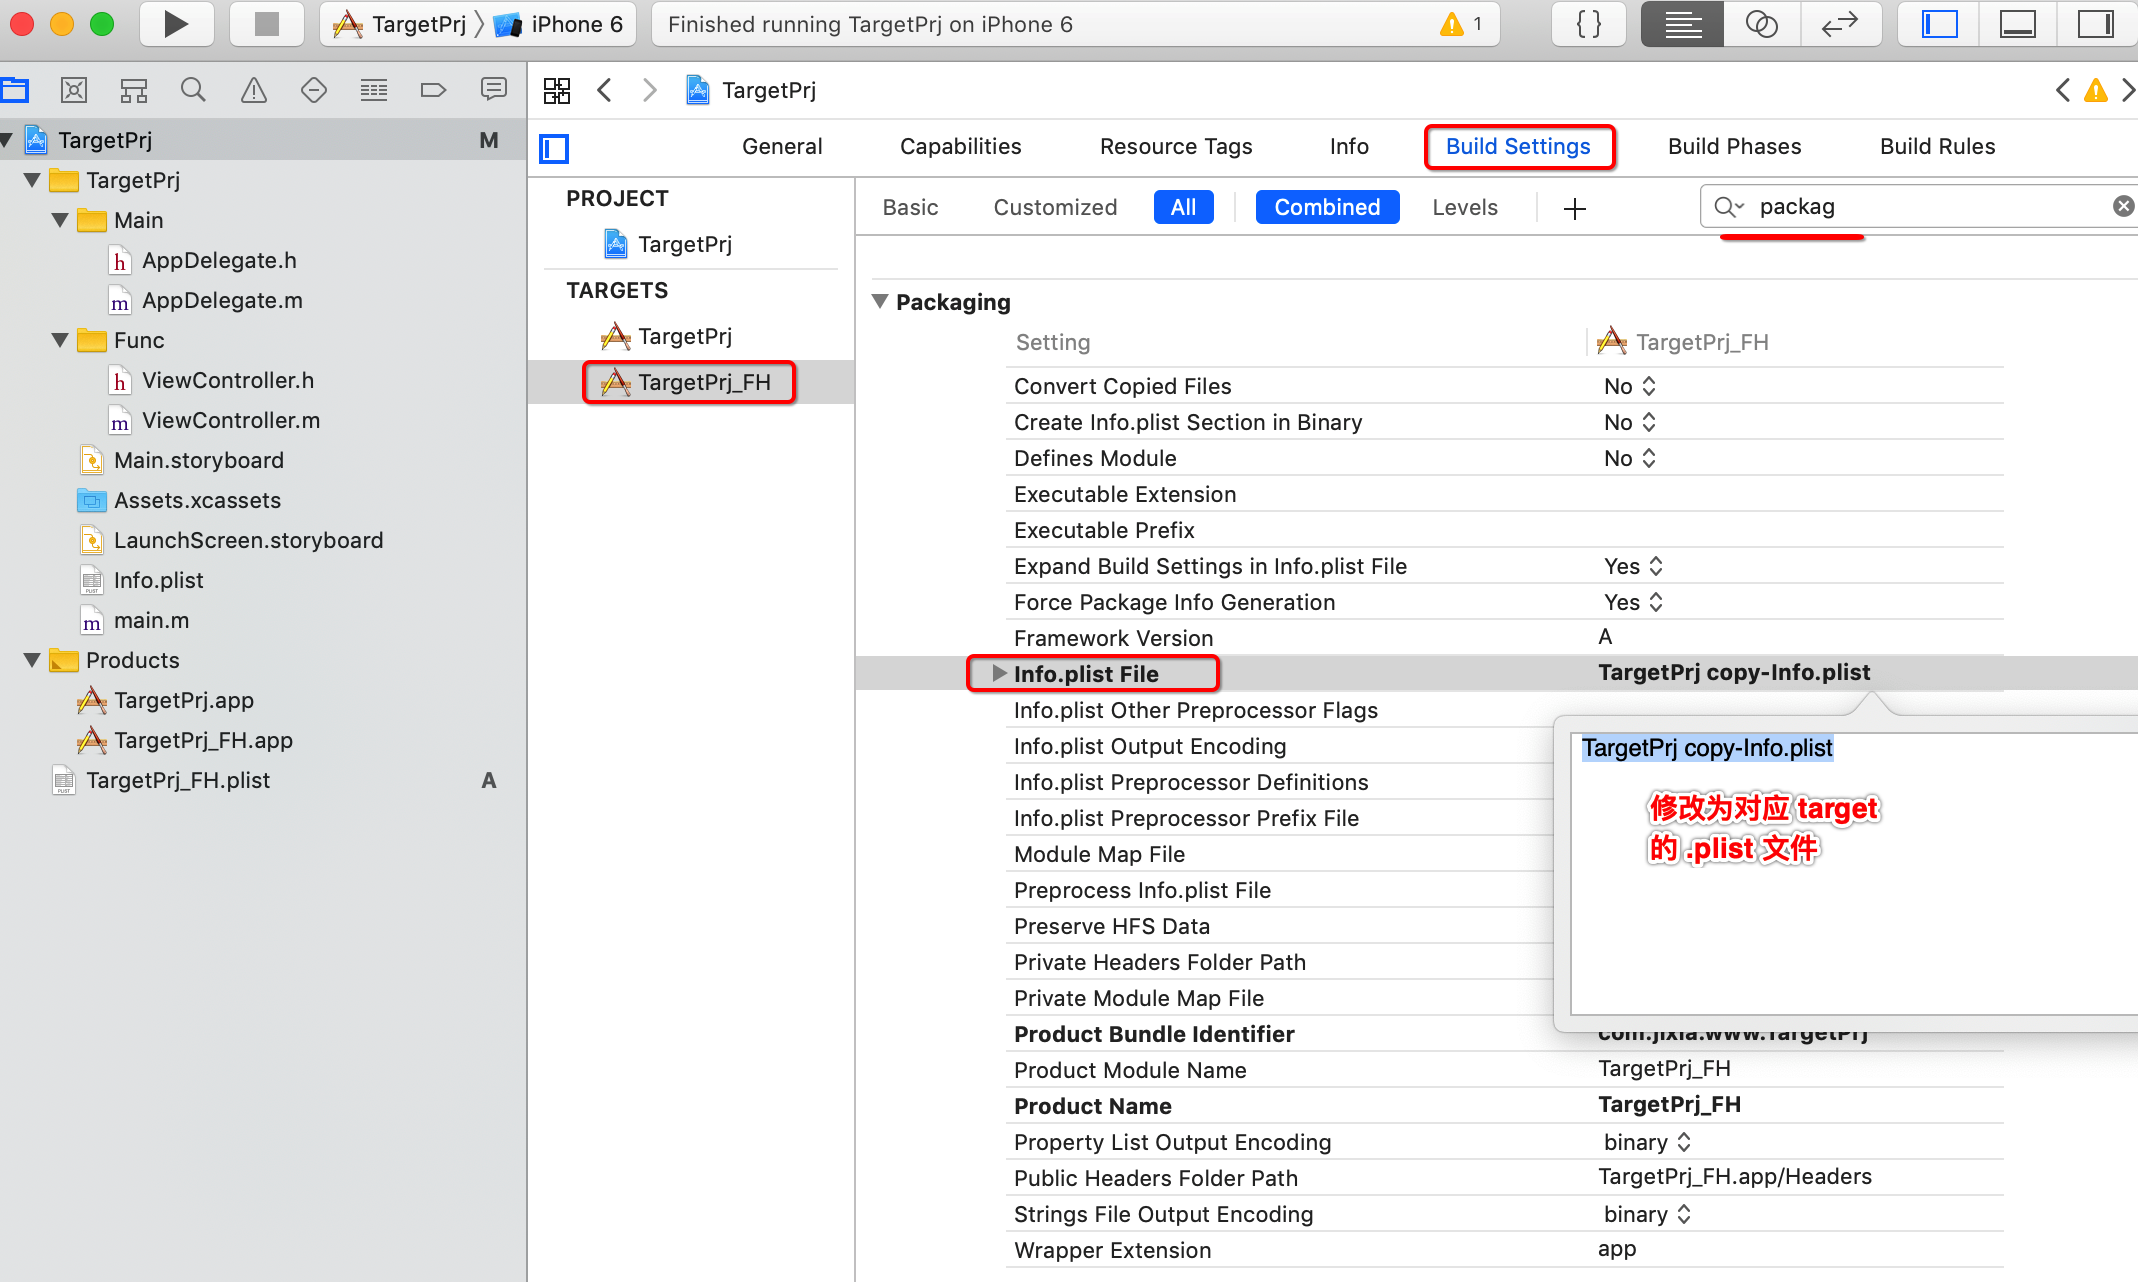 TargetPrj
iPhone 6
Finished running TargetPrj on iPhone 6
1
{ }
TargetPrj
TargetPrj
M
TargetPrj
Main
h AppDelegate.h
m AppDelegate.m
Func
h ViewController.h
m ViewController.m
Main.storyboard
Assets.xcassets
LaunchScreen.storyboard
Info.plist
m main.m
Products
TargetPrj.app
TargetPrj_FH.app
TargetPrj_FH.plist
A
General
Capabilities
Resource Tags
Info
Build Settings
Build Phases
Build Rules
PROJECT
TargetPrj
TARGETS
TargetPrj
TargetPrj_FH
Basic
Customized
All
Combined
Levels
+
packag
Packaging
Setting
TargetPrj_FH
Convert Copied Files No
Create Info.plist Section in Binary No
Defines Module No
Executable Extension
Executable Prefix
Expand Build Settings in Info.plist File Yes
Force Package Info Generation Yes
Framework Version A
Info.plist File TargetPrj copy-Info.plist
Info.plist Other Preprocessor Flags
Info.plist Output Encoding
Info.plist Preprocessor Definitions
Info.plist Preprocessor Prefix File
Module Map File
Preprocess Info.plist File
Preserve HFS Data
Private Headers Folder Path
Private Module Map File
Product Bundle Identifier com.jixia.www.TargetPrj
Product Module Name TargetPrj_FH
Product Name TargetPrj_FH
Property List Output Encoding binary
Public Headers Folder Path TargetPrj_FH.app/Headers
Strings File Output Encoding binary
Wrapper Extension app
TargetPrj copy-Info.plist
修改为对应 target
的 .plist 文件